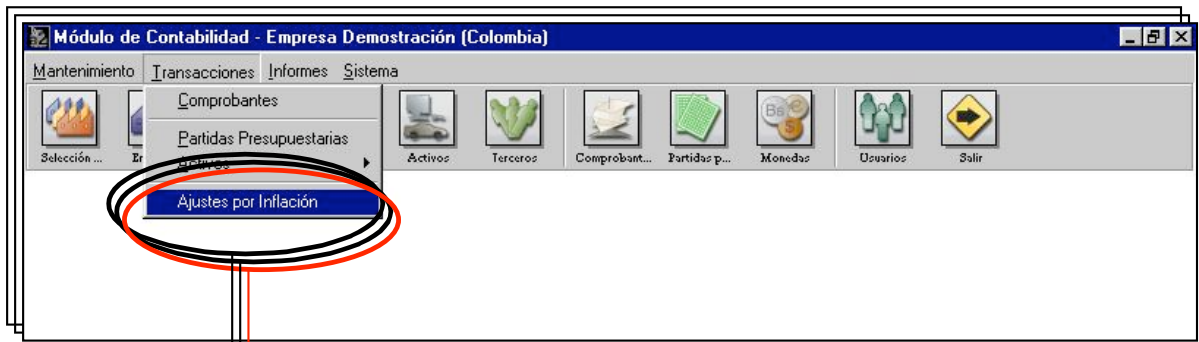 Módulo de Contabilidad - Empresa Demostración (Colombia)
Mantenimiento Transacciones Informes Sistema
Comprobantes
Partidas Presupuestarias
Activos
Ajustes por Inflación
Selección ... Activos Terceros Comprobant... Partidas p... Monedas Usuarios Salir